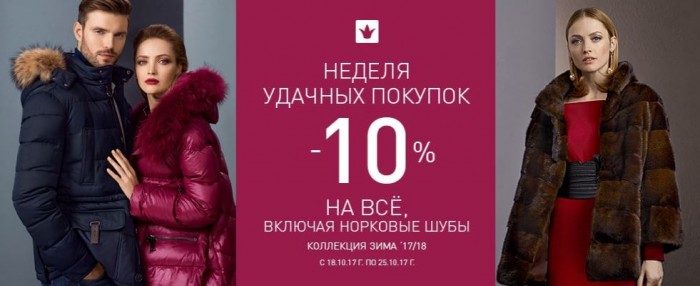 НЕДЕЛЯ
УДАЧНЫХ ПОКУПОК
-10%
НА ВСЁ,
ВКЛЮЧАЯ НОРКОВЫЕ ШУБЫ
КОЛЛЕКЦИЯ ЗИМА '17/18
С 18.10.17 Г. ПО 25.10.17 Г.